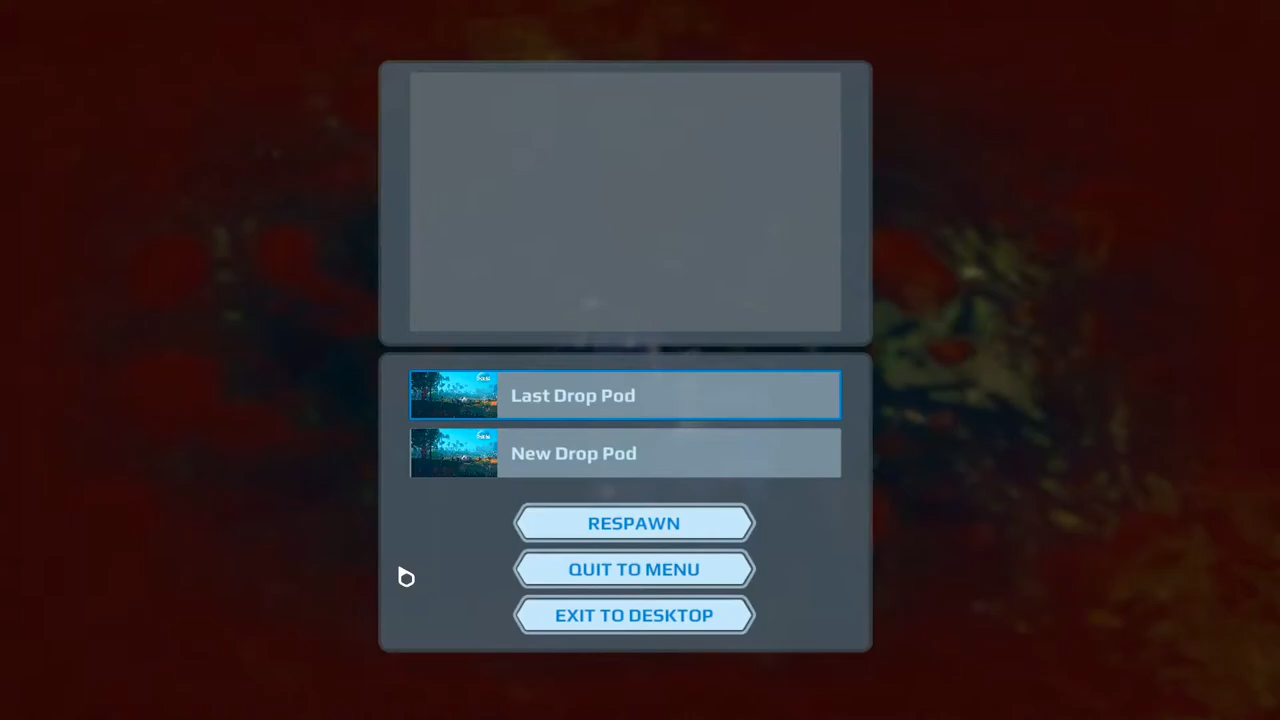 Last Drop Pod
New Drop Pod
RESPAWN
QUIT TO MENU
EXIT TO DESKTOP